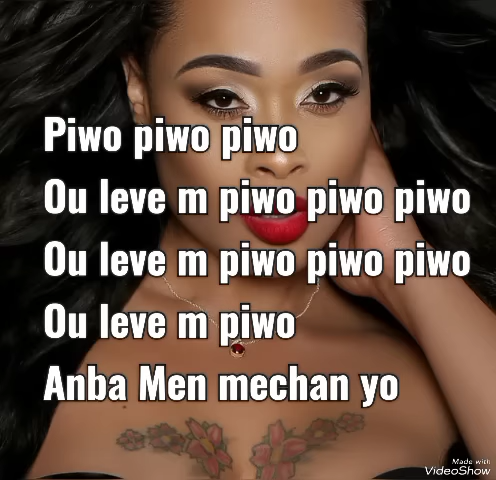 Piwo piwo piwo
Ou leve m piwo piwo piwo
Ou leve m piwo piwo piwo
Ou leve m piwo
Anba Men mechan yo
Made with
VideoShow